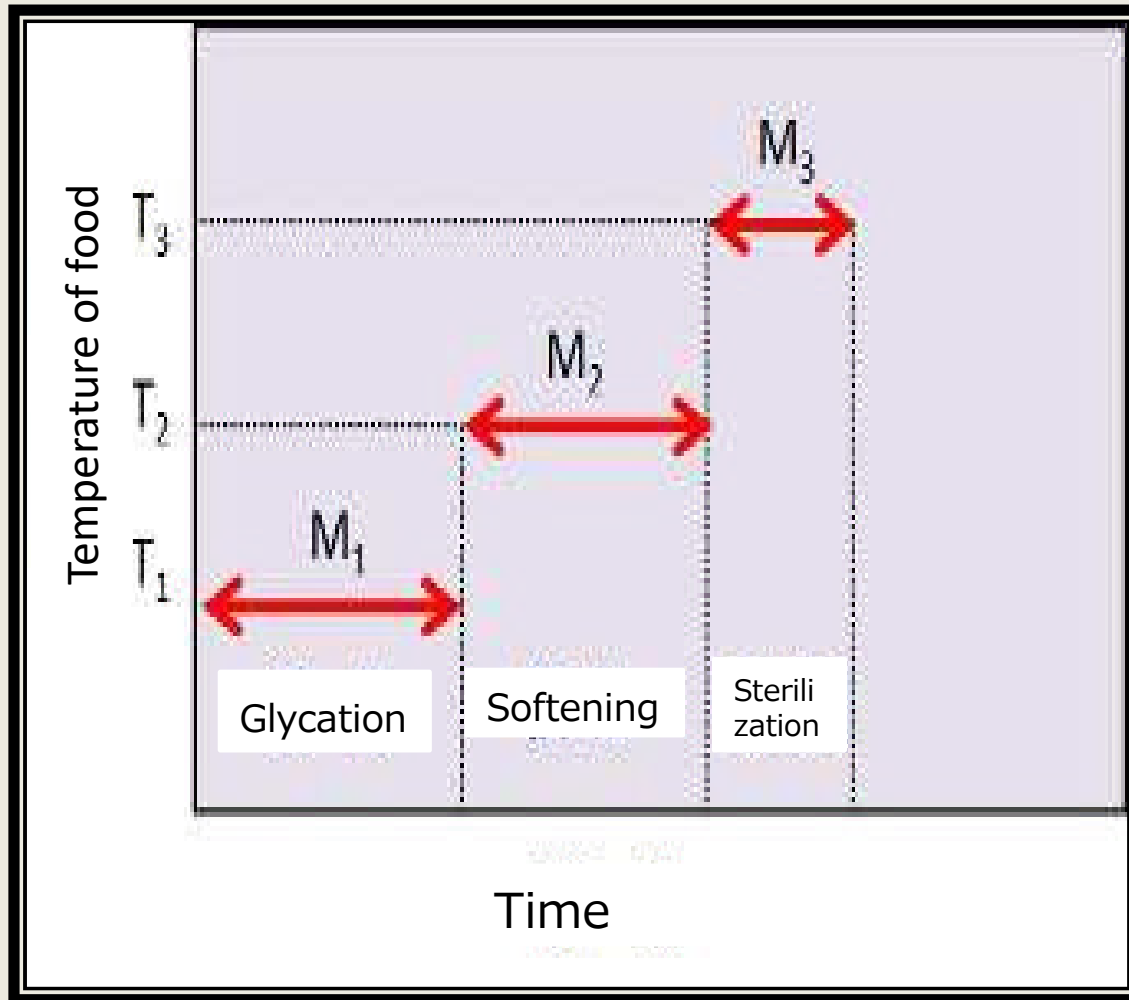 M₃
T₃
M₂
T₂
M₁
T₁
Temperature of food
Glycation
Softening
Sterili
zation
Time